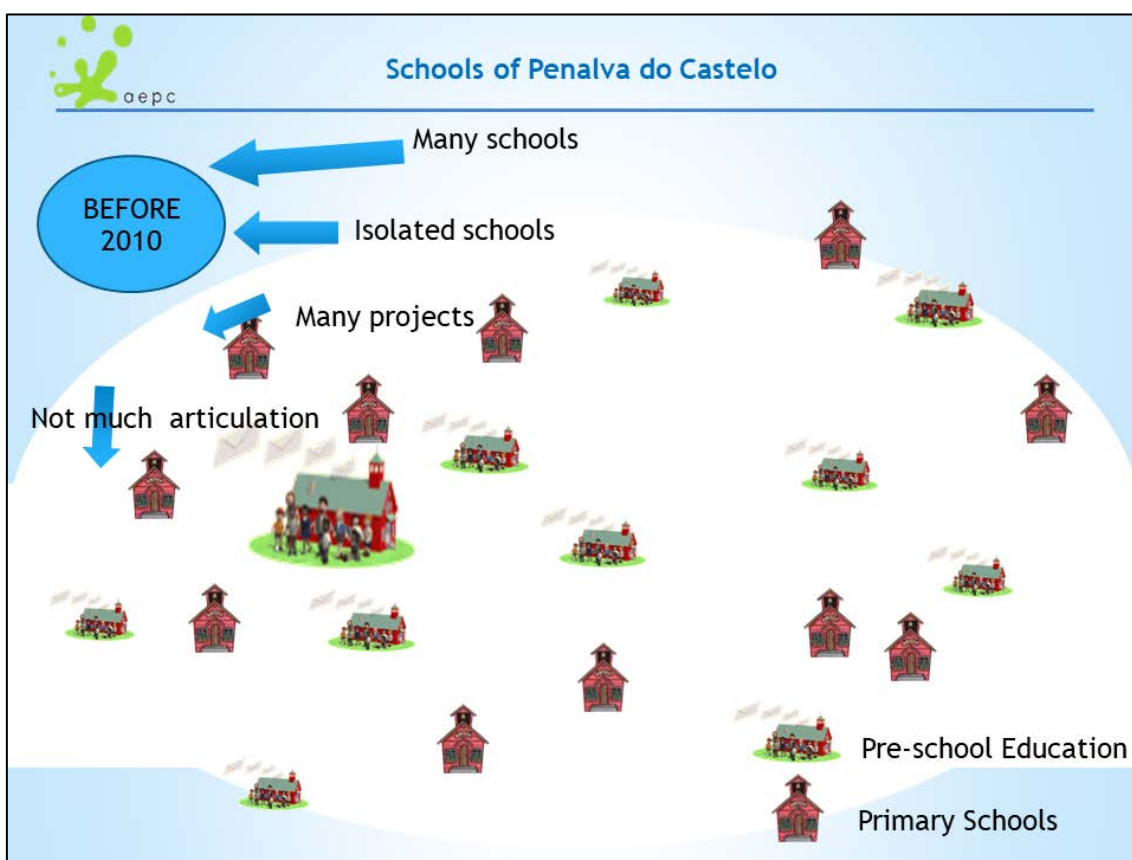 aepc
Schools of Penalva do Castelo
Many schools
BEFORE
2010
Isolated schools
Many projects
Not much articulation
Pre-school Education
Primary Schools